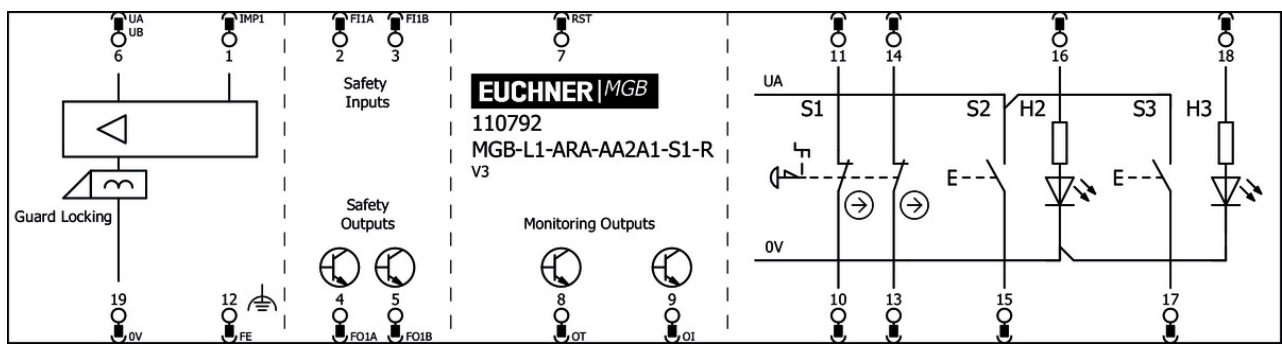 UA
UB
IMP1
FI1A
FI1B
RST
6
1
2
3
7
11
14
16
18
Safety
Inputs
EUCHNER MGB
110792
MGB-L1-ARA-AA2A1-S1-R
V3
UA
S1
S2
H2
S3
H3
E
E
Guard Locking
Safety
Outputs
Monitoring Outputs
0V
19
12
4
5
8
9
10
13
15
17
0V
FE
FO1A
FO1B
OT
OI